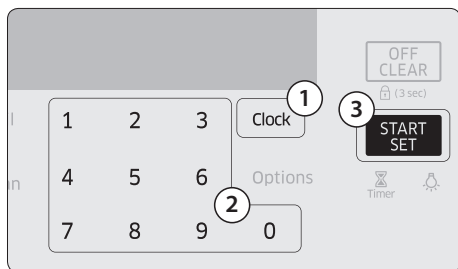 OFF
CLEAR
(3 sec)
1
3
1 2 3
Clock
START
SET
4 5 6
Options
Timer
2
7 8 9 0